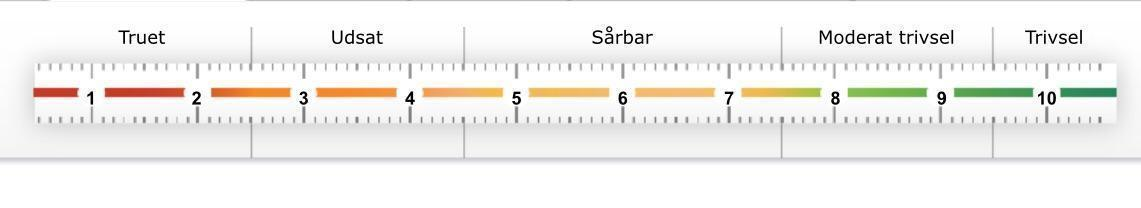 Truet Udsat Sårbar Moderat trivsel Trivsel
1 2 3 4 5 6 7 8 9 10